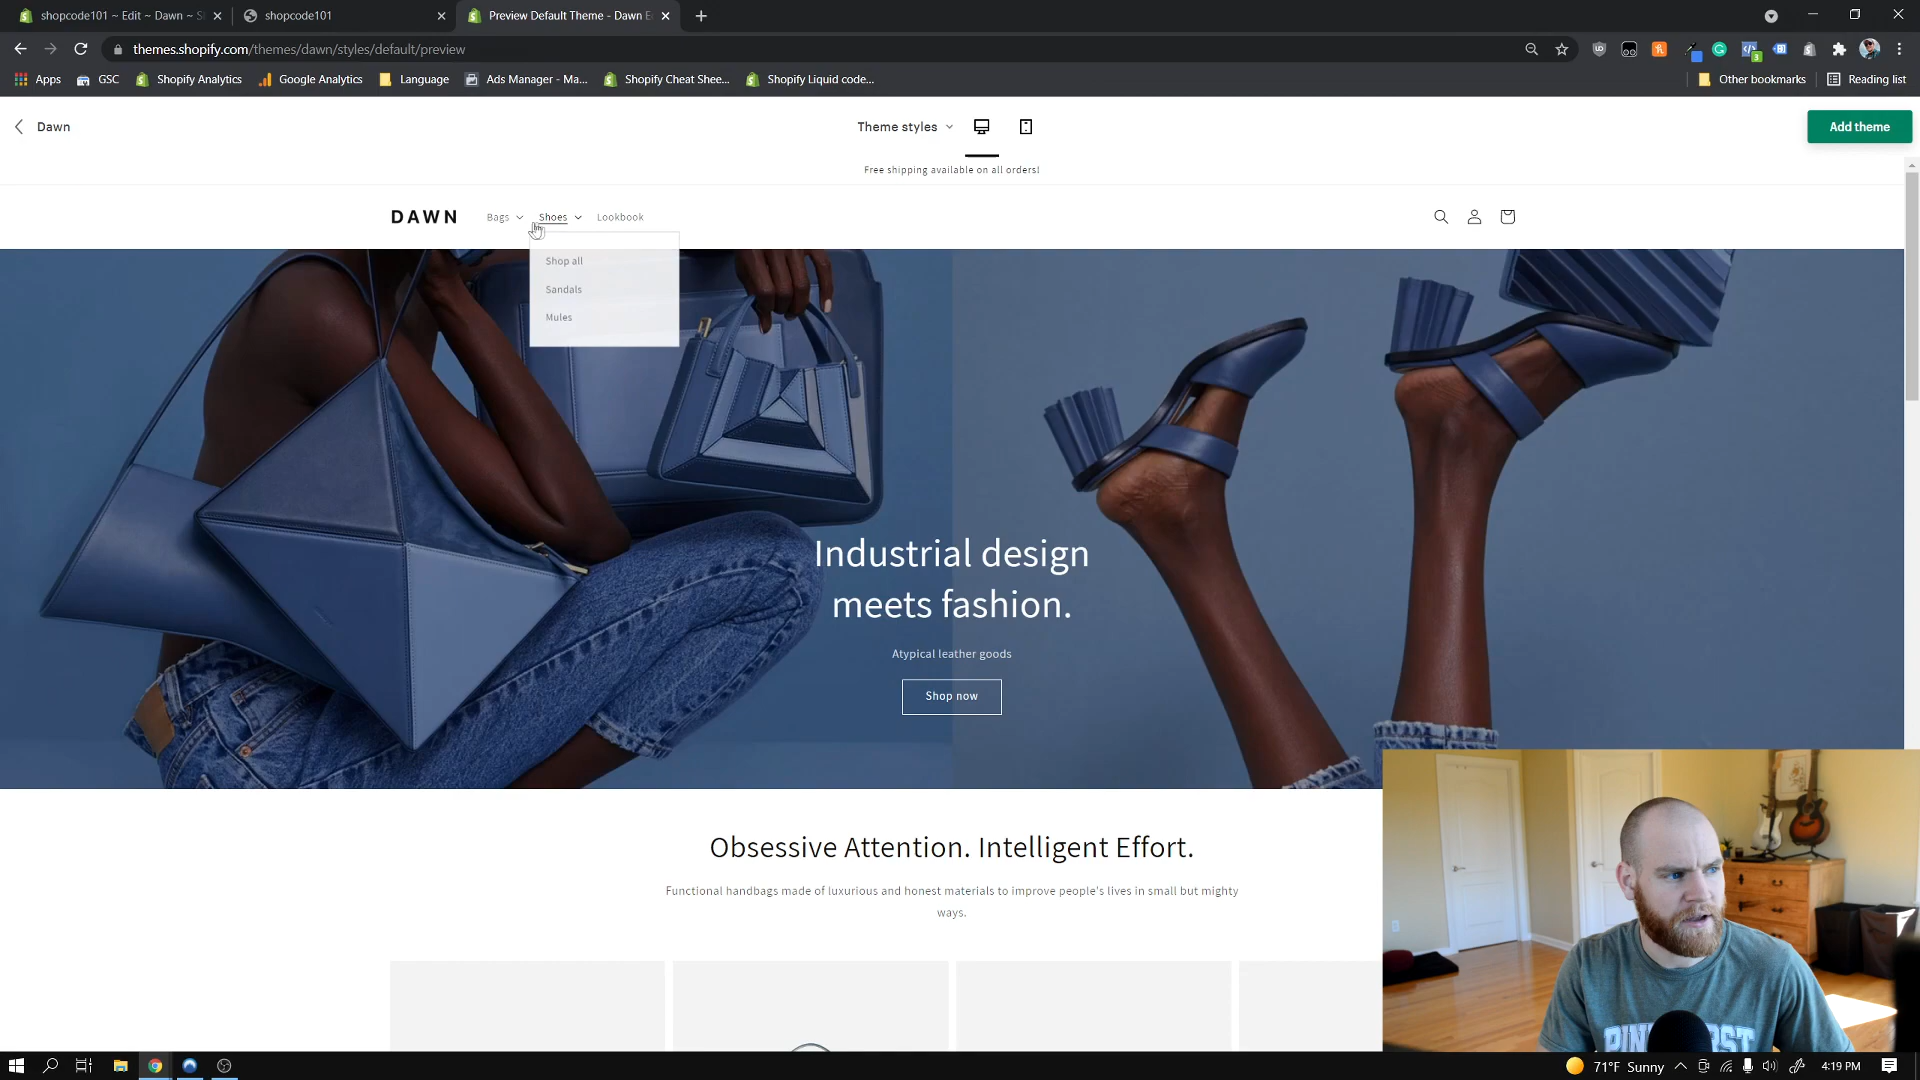 shopcode101 ~ Edit ~ Dawn ~ S
shopcode101
Preview Default Theme - Dawn E
themes.shopify.com/themes/dawn/styles/default/preview
Apps
GSC
Shopify Analytics
Google Analytics
Language
Ads Manager - Ma...
Shopify Cheat Shee...
Shopify Liquid code...
Other bookmarks
Reading list
Dawn
Theme styles
Add theme
Free shipping available on all orders!
DAWN
Bags
Shoes
Lookbook
Shop all
Sandals
Mules
Industrial design
meets fashion.
Atypical leather goods
Shop now
Obsessive Attention. Intelligent Effort.
Functional handbags made of luxurious and honest materials to improve people's lives in small but mighty
ways.
71°F Sunny
4:19 PM